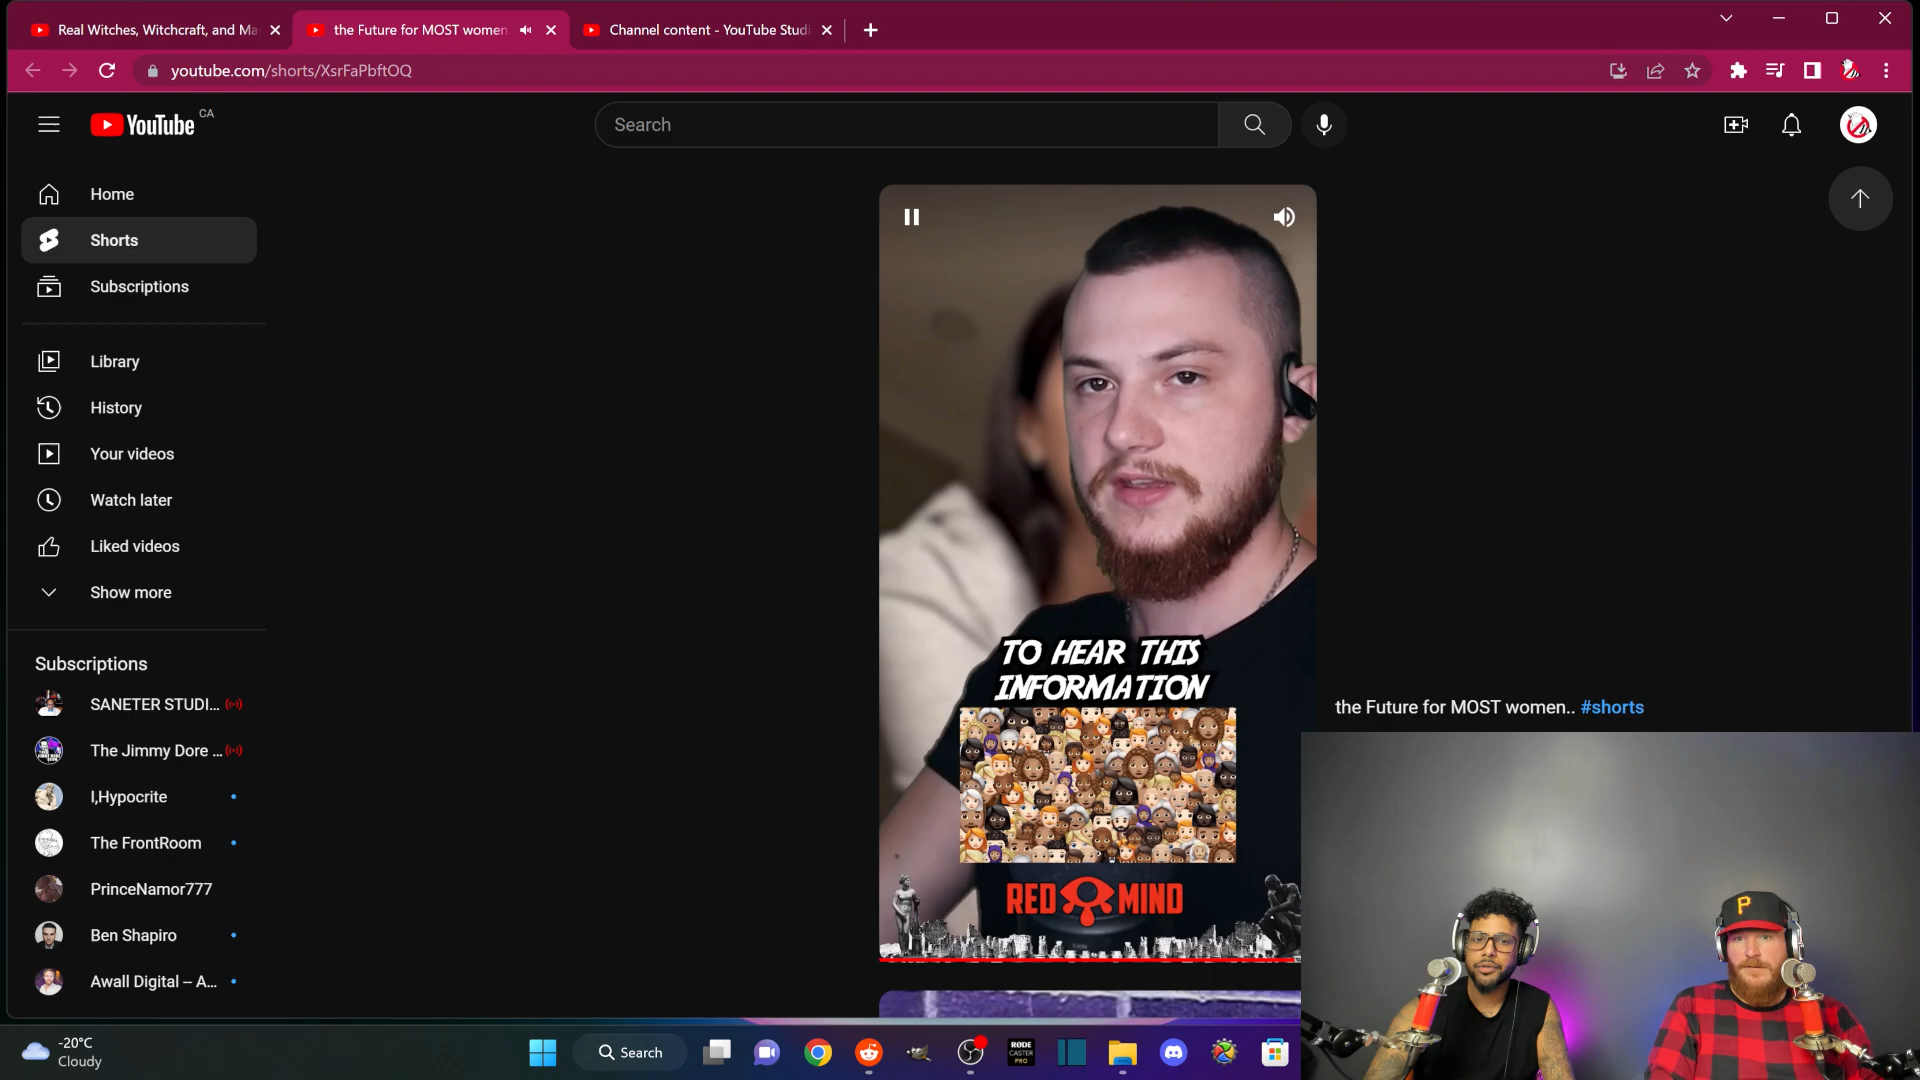 Real Witches, Witchcraft, and Ma
the Future for MOST women.
Channel content - YouTube Studi
youtube.com/shorts/XsrFaPbftOQ
YouTube CA
Search
Home
Shorts
Subscriptions
Library
History
Your videos
Watch later
Liked videos
Show more
Subscriptions
SANETER STUDI...
The Jimmy Dore ...
I,Hypocrite
The FrontRoom
PrinceNamor777
Ben Shapiro
Awall Digital -- A...
TO HEAR THIS
INFORMATION
RED MIND
the Future for MOST women.. #shorts
P
-20°C
Cloudy
Search
RØDE
CASTER
PRO